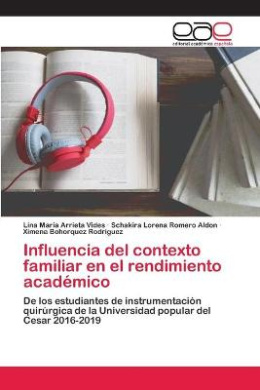 eae
editorial académica española
Lina María Arrieta Vides · Schakira Lorena Romero Aldon ·
Ximena Bohorquez Rodríguez
Influencia del contexto
familiar en el rendimiento
académico
De los estudiantes de instrumentación
quirúrgica de la Universidad popular del
Cesar 2016-2019